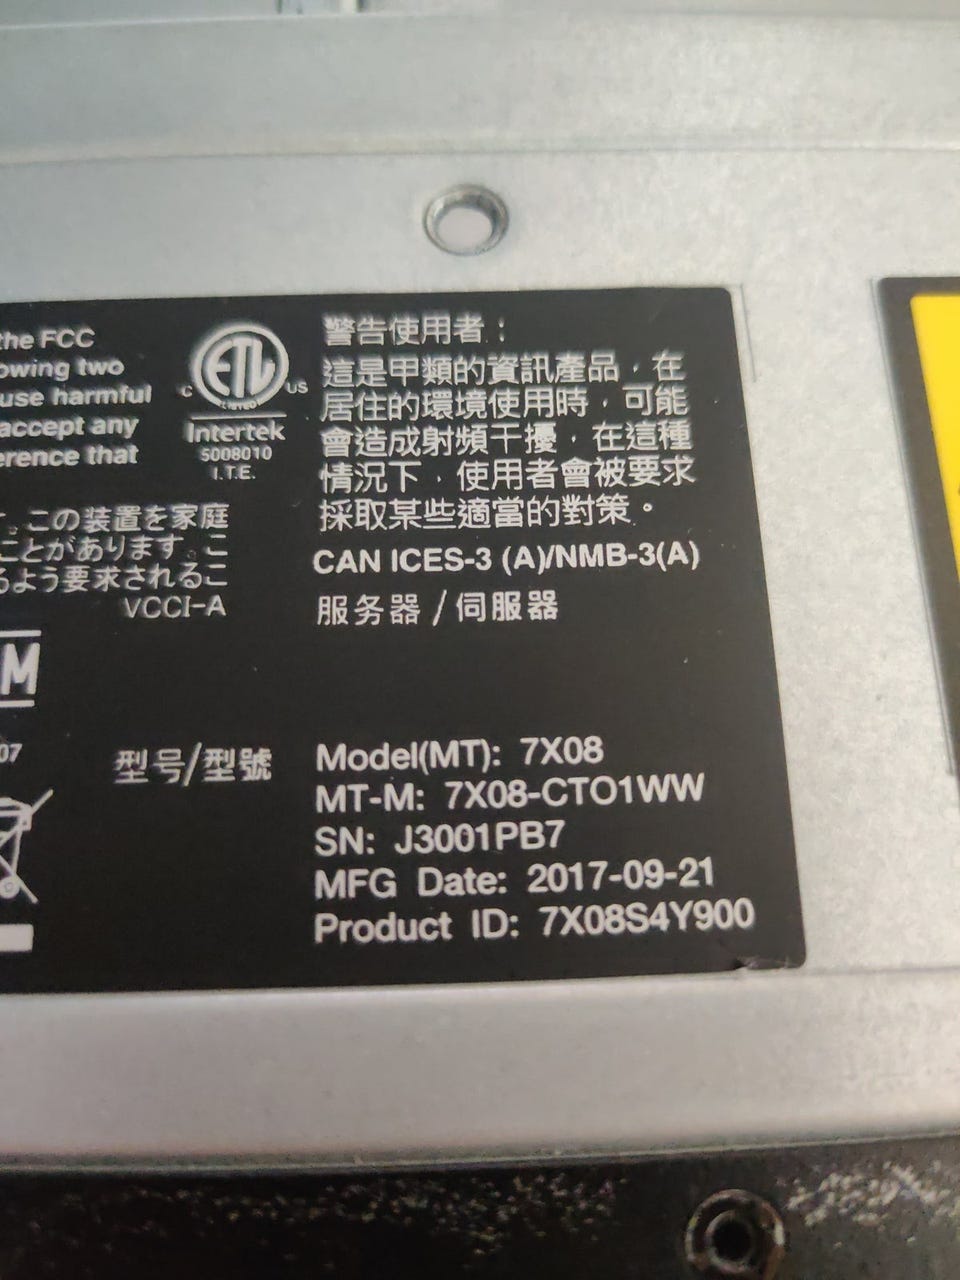 the FCC
owing two
use harmful
accept any
erence that
ETL
LISTED
C US
Intertek
5008010
I.T.E.
警告使用者：
這是甲類的資訊產品，在
居住的環境使用時，可能
會造成射頻干擾，在這種
情況下，使用者會被要求
採取某些適當的對策。
CAN ICES-3 (A)/NMB-3(A)
服务器 / 伺服器
す。この装置を家庭
ことがあります。こ
るよう要求されるこ
VCCI-A
M
07
型号/型號
Model(MT): 7X08
MT-M: 7X08-CTO1WW
SN: J3001PB7
MFG Date: 2017-09-21
Product ID: 7X08S4Y900